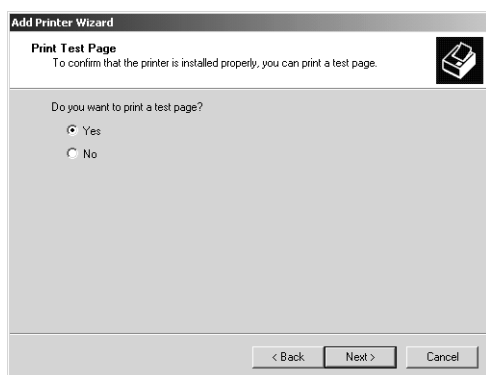 Add Printer Wizard
Print Test Page
To confirm that the printer is installed properly, you can print a test page.
Do you want to print a test page?
Yes
No
< Back Next > Cancel